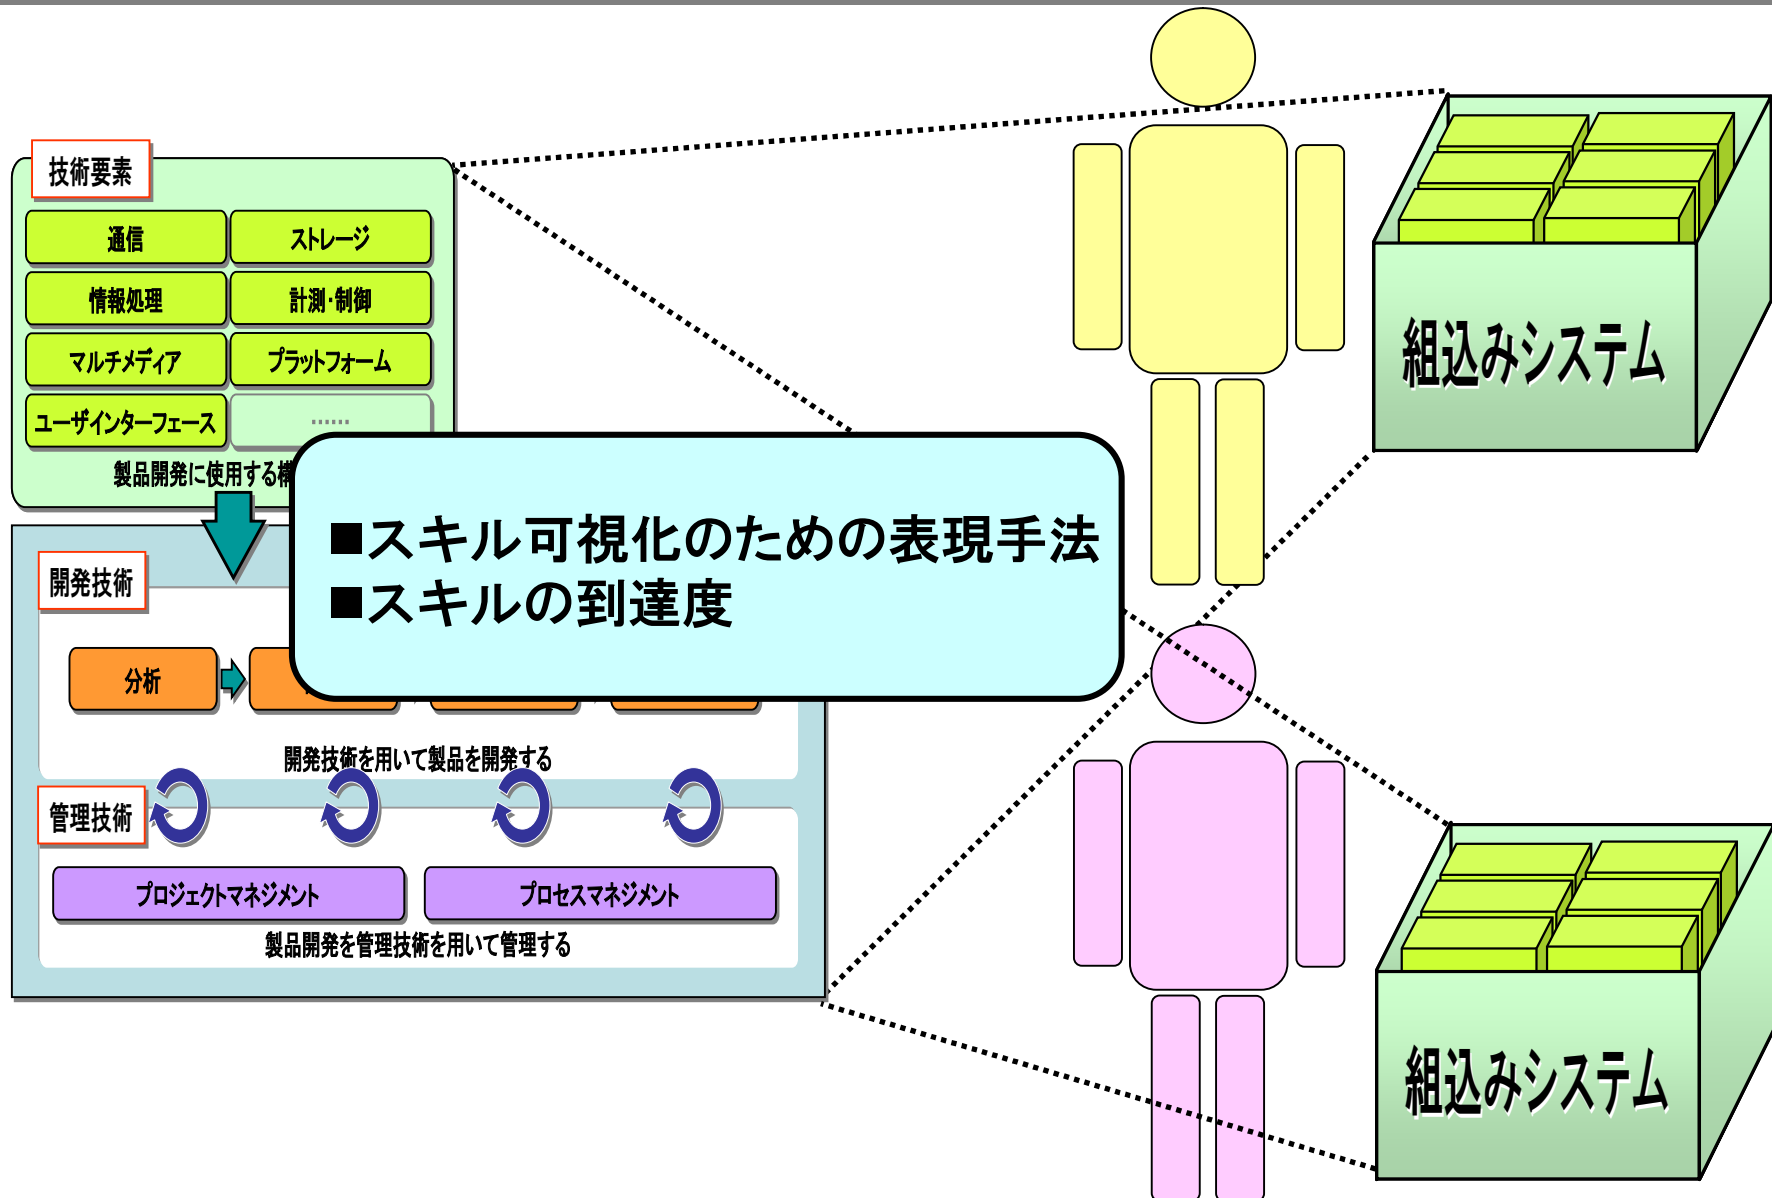 技術要素
通信
ストレージ
情報処理
計測・制御
マルチメディア
プラットフォーム
ユーザインターフェース
......
製品開発に使用する
■スキル可視化のための表現手法
■スキルの到達度
開発技術
分析
開発技術を用いて製品を開発する
管理技術
プロジェクトマネジメント
プロセスマネジメント
製品開発を管理技術を用いて管理する
組込みシステム
組込みシステム